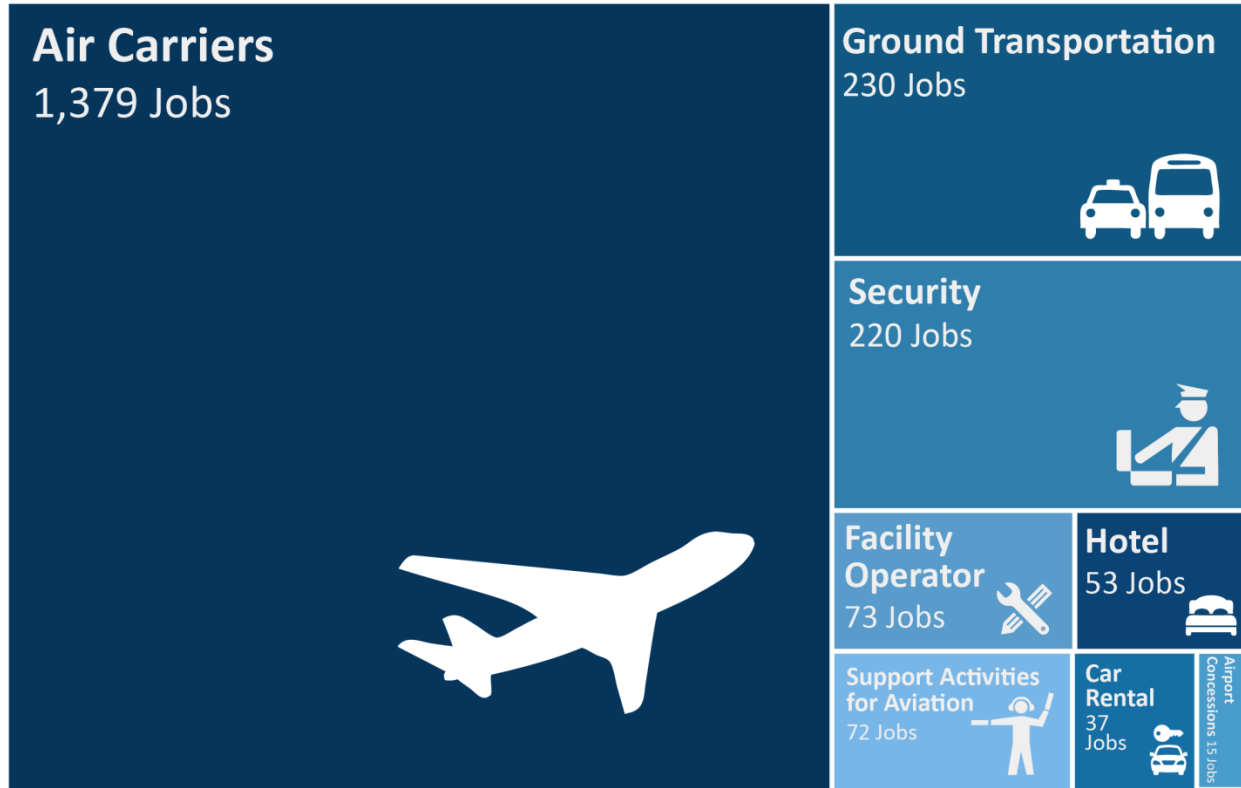 Air Carriers
1,379 Jobs
Ground Transportation
230 Jobs
Security
220 Jobs
Facility
Operator
73 Jobs
Hotel
53 Jobs
Support Activities
for Aviation
72 Jobs
Car
Rental
37
Jobs
Airport
Concessions 15 Jobs